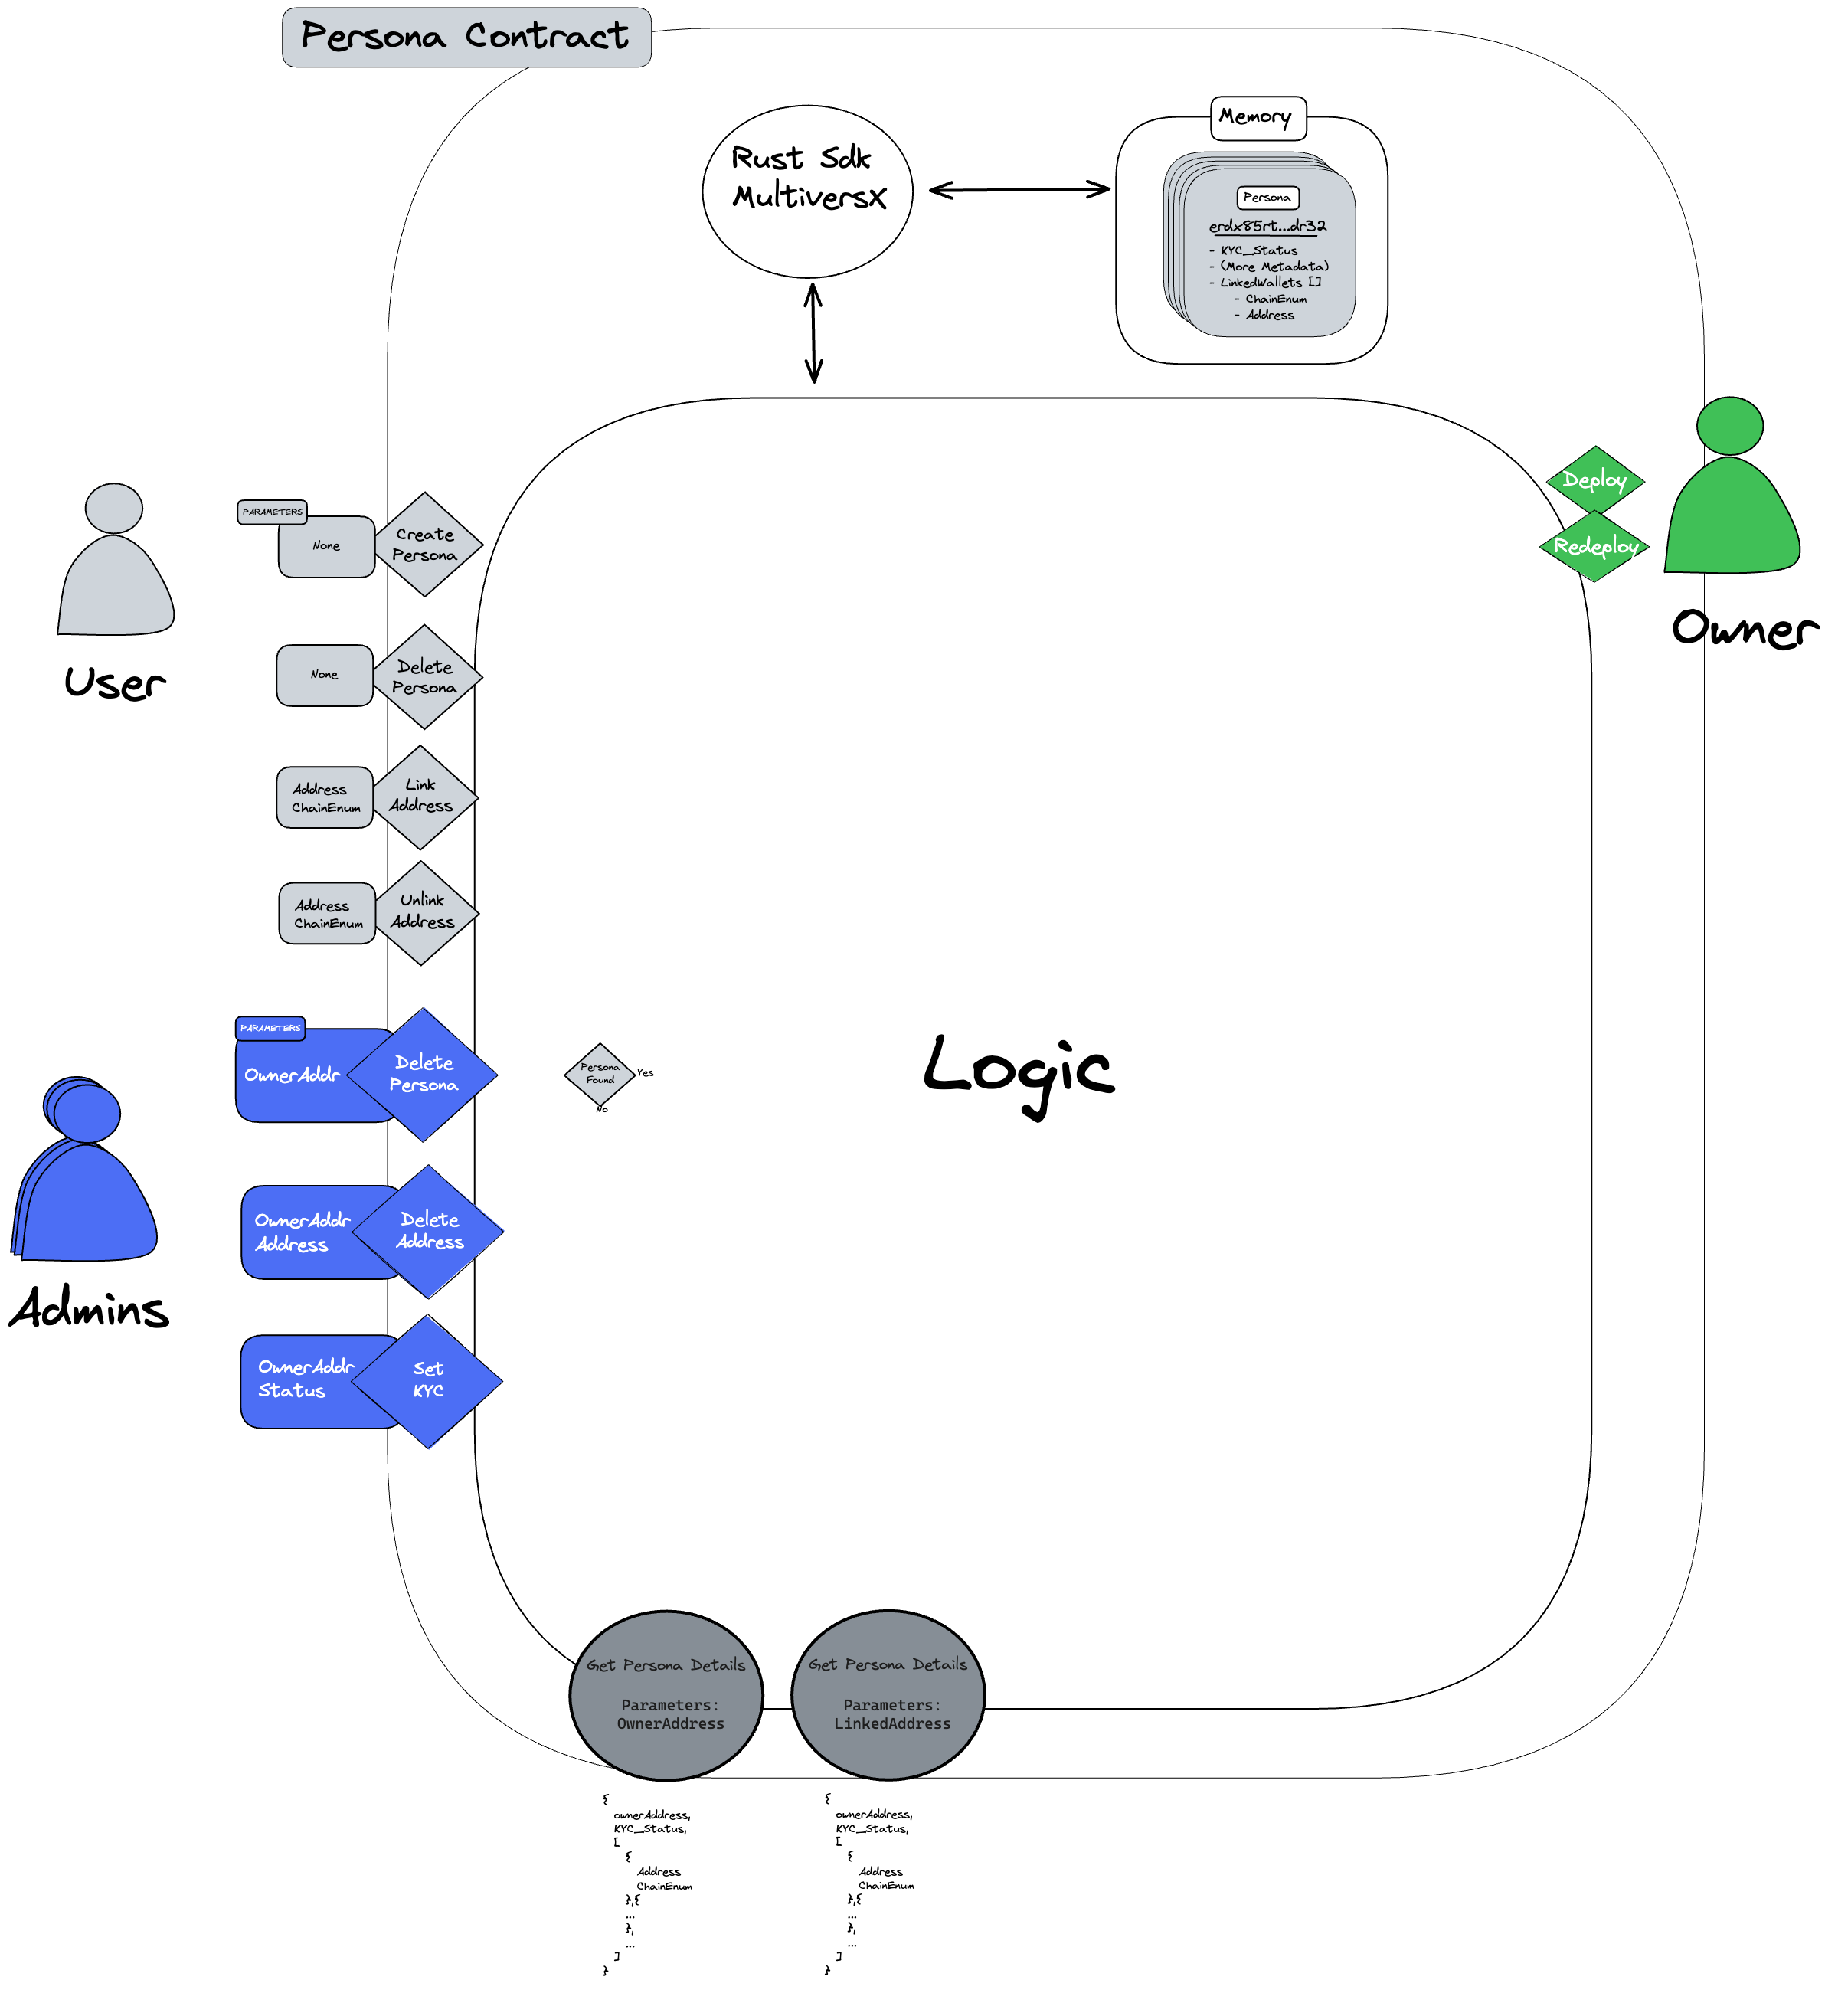 Persona Contract
Rust Sdk
MultiversX
Memory
Persona
erdx85rt...dr32
- KYC_Status
- (More Metadata)
- LinkedWallets []
- ChainEnum
- Address
User
PARAMETERS
None
Create
Persona
None
Delete
Persona
Address
ChainEnum
Link
Address
Address
ChainEnum
Unlink
Address
Deploy
Redeploy
Owner
Admins
PARAMETERS
OwnerAddr
Delete
Persona
OwnerAddr
Address
Delete
Address
OwnerAddr
Status
Set
KYC
Persona
Found
Yes
No
Logic
Get Persona Details
Parameters:
OwnerAddress
Get Persona Details
Parameters:
LinkedAddress
{
ownerAddress,
KYC_Status,
[
{
Address
ChainEnum
},{
...
},
...
]
}
{
ownerAddress,
KYC_Status,
[
{
Address
ChainEnum
},{
...
},
...
]
}